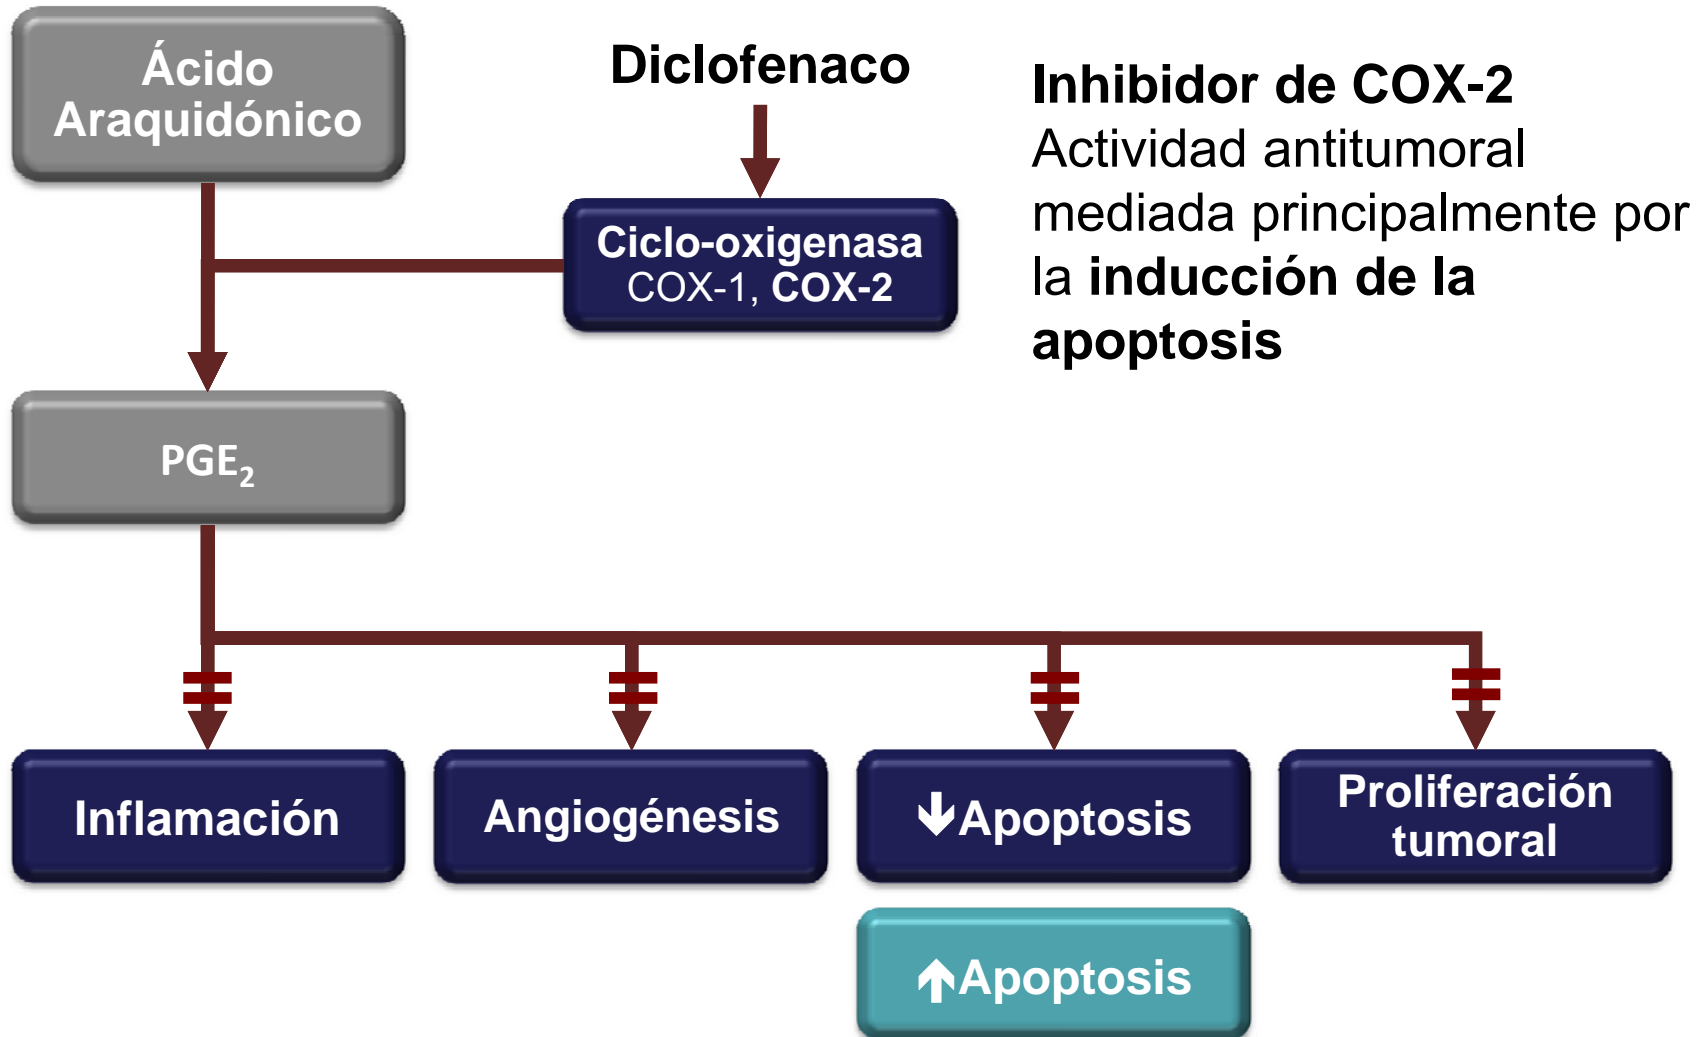 Ácido
Araquidónico
Diclofenaco
Inhibidor de COX-2
Actividad antitumoral
mediada principalmente por
la inducción de la
apoptosis
Ciclo-oxigenasa
COX-1, COX-2
PGE₂
Inflamación
Angiogénesis
↓Apoptosis
Proliferación
tumoral
↑Apoptosis